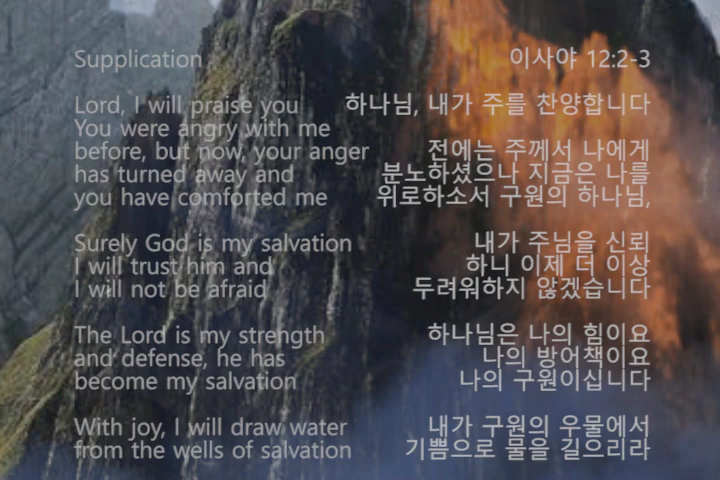 Supplication
이사야 12:2-3
Lord, I will praise you
You were angry with me
before, but now, your anger
has turned away and
you have comforted me
Surely God is my salvation
I will trust him and
I will not be afraid
The Lord is my strength
and defense, he has
become my salvation
With joy, I will draw water
from the wells of salvation
하나님, 내가 주를 찬양합니다
전에는 주께서 나에게
분노하셨으나 지금은 나를
위로하소서 구원의 하나님,
내가 주님을 신뢰
하니 이제 더 이상
두려워하지 않겠습니다
하나님은 나의 힘이요
나의 방어책이요
나의 구원이십니다
내가 구원의 우물에서
기쁨으로 물을 길으리라